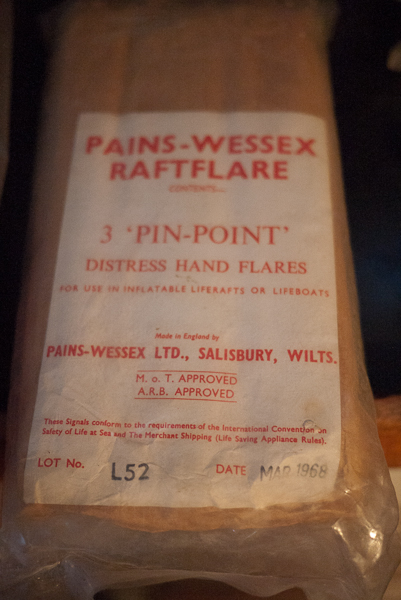 PAINS-WESSEX
RAFTFLARE
CONTENTS:—
3 'PIN-POINT'
DISTRESS HAND FLARES
FOR USE IN INFLATABLE LIFERAFTS OR LIFEBOATS
Made in England by
PAINS-WESSEX LTD., SALISBURY, WILTS.
M. o T. APPROVED
A.R.B. APPROVED
These Signals conform to the requirements of the International Convention on
Safety of Life at Sea and The Merchant Shipping (Life Saving Appliance Rules).
LOT No. L52 DATE MAR 1968